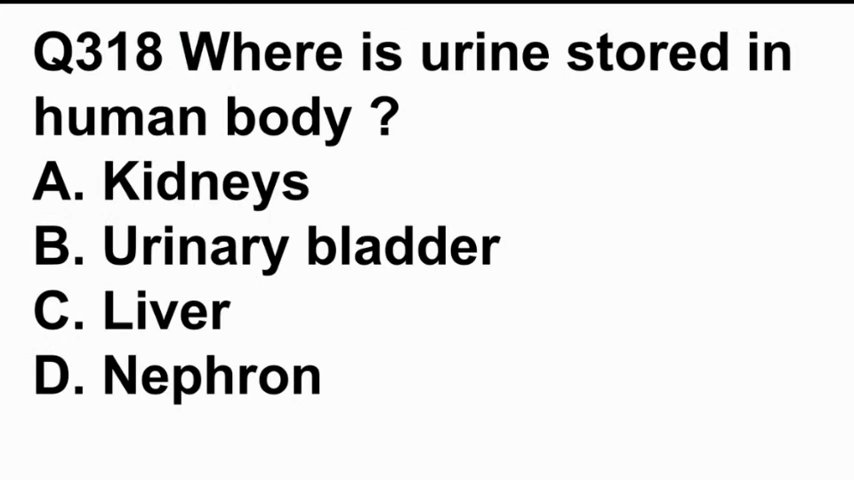 Q318 Where is urine stored in
human body ?
A. Kidneys
B. Urinary bladder
C. Liver
D. Nephron